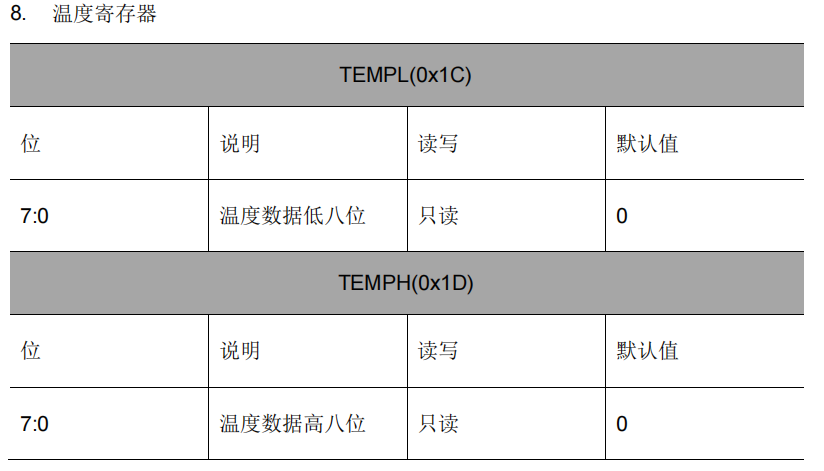 8. 温度寄存器
TEMPL(0x1C)
位 说明 读写 默认值
7:0 温度数据低八位 只读 0
TEMPH(0x1D)
位 说明 读写 默认值
7:0 温度数据高八位 只读 0